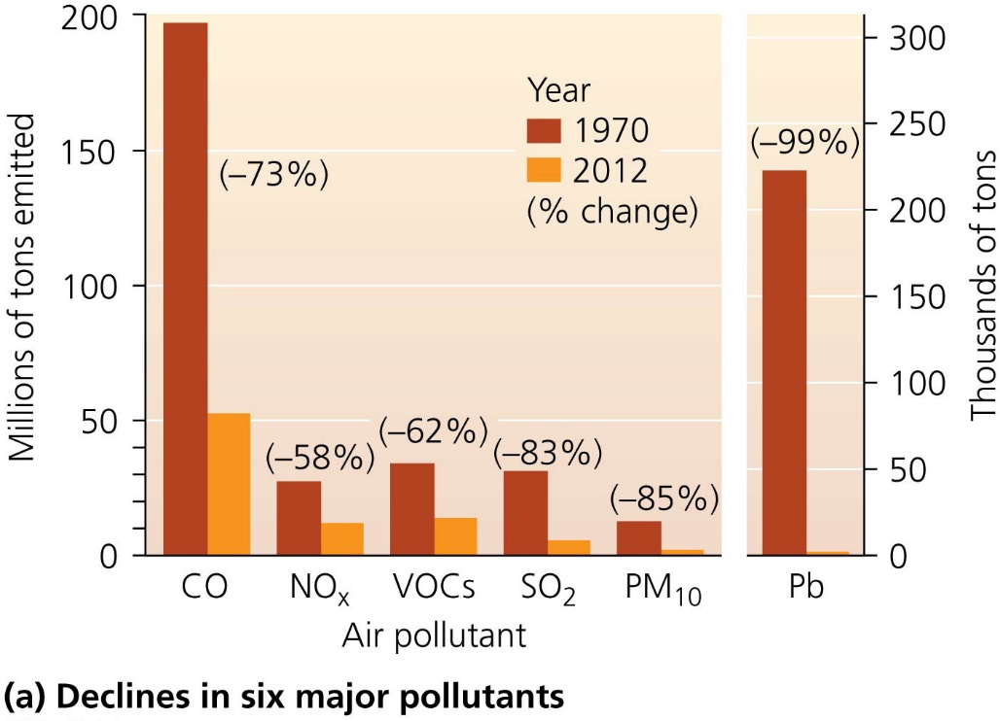 Millions of tons emitted
200
150
100
50
0
(–73%)
(–58%)
(–62%)
(–83%)
(–85%)
Year
1970
2012
(% change)
(–99%)
300
250
200
150
100
50
0
Thousands of tons
CO NOx VOCs SO2 PM10 Pb
Air pollutant
(a) Declines in six major pollutants